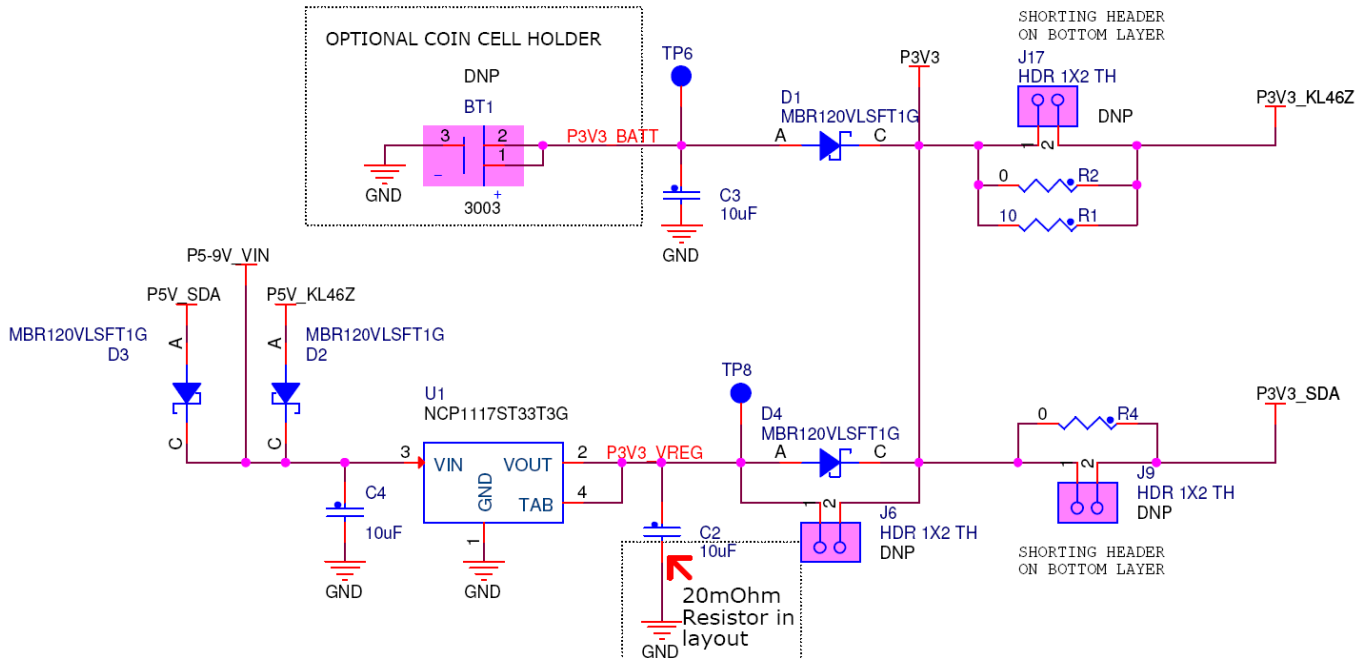 SHORTING HEADER
ON BOTTOM LAYER
OPTIONAL COIN CELL HOLDER
DNP
BT1
3
2
1
-
+
3003
GND
P3V3_BATT
TP6
C3
10uF
GND
D1
MBR120VLSFT1G
A
C
P3V3
J17
HDR 1X2 TH
DNP
1
2
0
R2
10
R1
P3V3_KL46Z
P5-9V_VIN
P5V_SDA
P5V_KL46Z
MBR120VLSFT1G
D3
A
C
MBR120VLSFT1G
D2
A
C
C4
10uF
GND
U1
NCP1117ST33T3G
3
VIN
VOUT
2
GND
TAB
4
1
GND
P3V3_VREG
C2
10uF
20mOhm
Resistor in
layout
GND
TP8
D4
MBR120VLSFT1G
A
C
1
2
J6
HDR 1X2 TH
DNP
0
R4
P3V3_SDA
1
2
J9
HDR 1X2 TH
DNP
SHORTING HEADER
ON BOTTOM LAYER